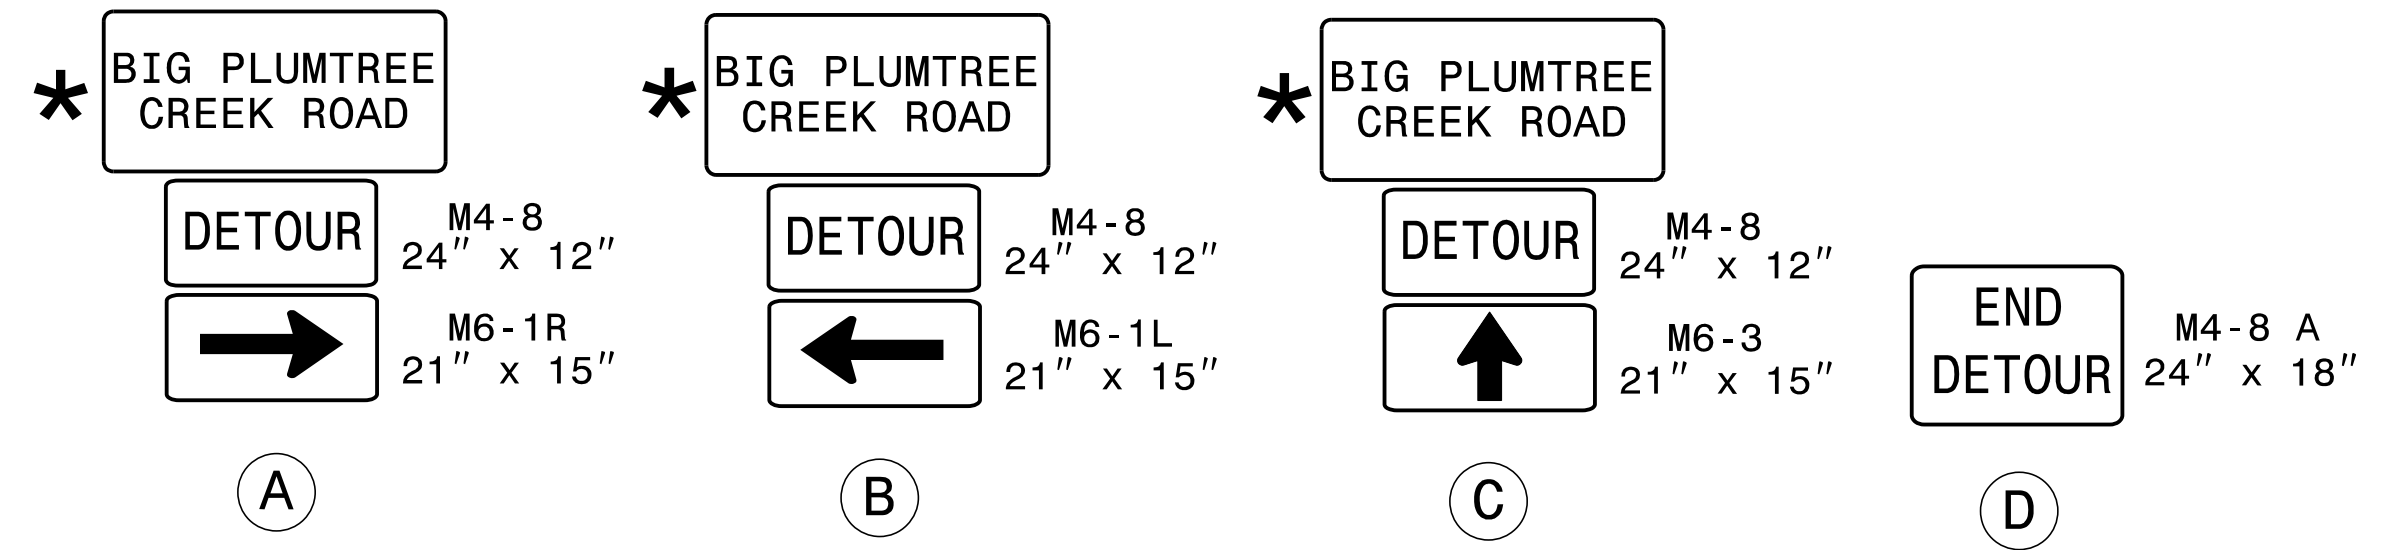 * BIG PLUMTREE
CREEK ROAD
DETOUR
M4-8
24" x 12"
M6-1R
21" x 15"
A
* BIG PLUMTREE
CREEK ROAD
DETOUR
M4-8
24" x 12"
M6-1L
21" x 15"
B
* BIG PLUMTREE
CREEK ROAD
DETOUR
M4-8
24" x 12"
M6-3
21" x 15"
C
END
DETOUR
M4-8 A
24" x 18"
D